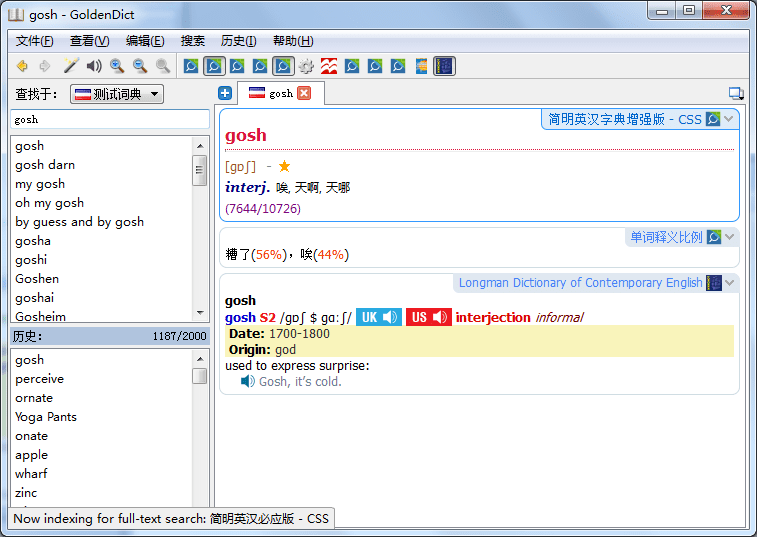 gosh - GoldenDict
文件(F) 查看(V) 编辑(E) 搜索 历史(I) 帮助(H)
查找于: 测试词典
gosh
gosh
gosh darn
my gosh
oh my gosh
by guess and by gosh
gosha
goshi
Goshen
goshai
Gosheim
历史: 1187/2000
gosh
perceive
ornate
Yoga Pants
onate
apple
wharf
zinc
Now indexing for full-text search: 简明英汉必应版 - CSS
gosh
简明英汉字典增强版 - CSS
gosh
[gɒʃ] - ★
interj. 唉, 天啊, 天哪
(7644/10726)
单词释义比例
糟了(56%)，唉(44%)
Longman Dictionary of Contemporary English
gosh
gosh S2 /gɒʃ $ gɑːʃ/ UK US interjection informal
Date: 1700-1800
Origin: god
used to express surprise:
Gosh, it's cold.